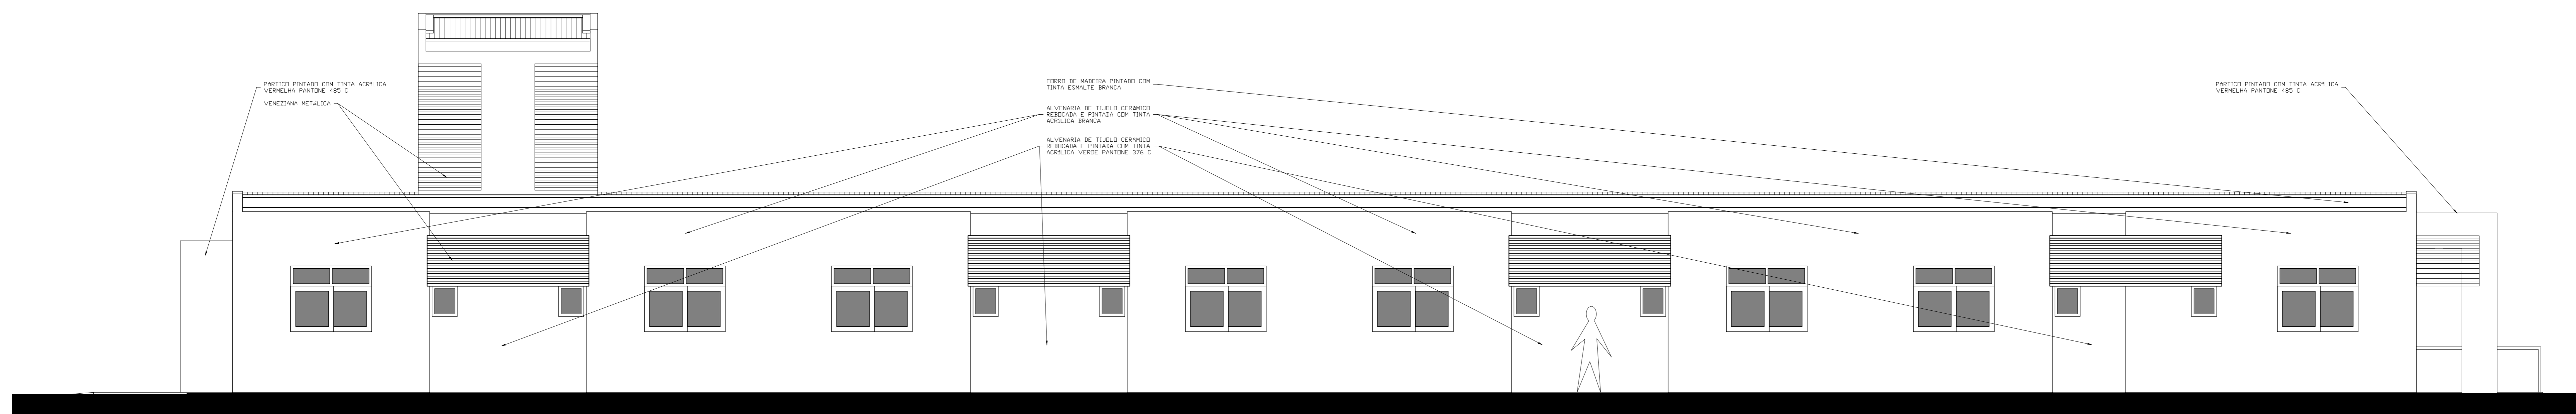 PóRTICO PINTADO COM TINTA ACRíLICA
VERMELHA PANTONE 485 C
VENEZIANA METáLICA
FORRO DE MADEIRA PINTADO COM
TINTA ESMALTE BRANCA
ALVENARIA DE TIJOLO CERAMICO
REBOCADA E PINTADA COM TINTA
ACRíLICA BRANCA
ALVENARIA DE TIJOLO CERAMICO
REBOCADA E PINTADA COM TINTA
ACRíLICA VERDE PANTONE 376 C
PóRTICO PINTADO COM TINTA ACRíLICA
VERMELHA PANTONE 485 C